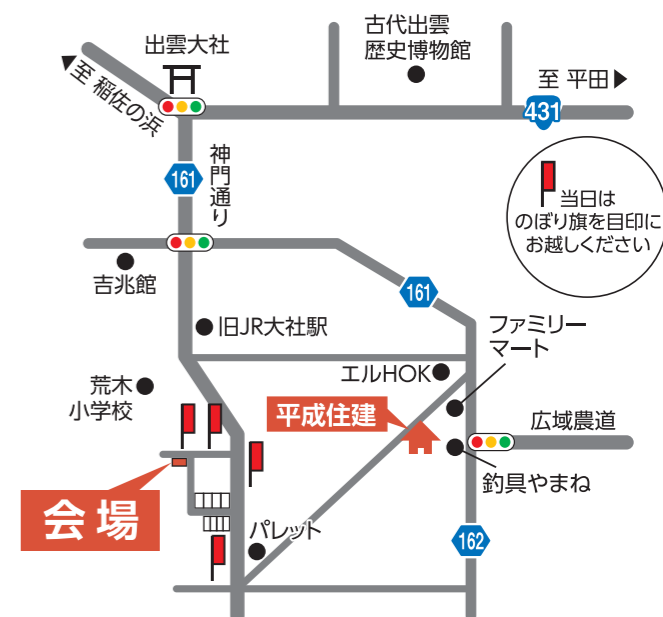 古代出雲
歴史博物館
出雲大社
至 平田▶
◀至 稲佐の浜
431
161
神門通り
当日は
のぼり旗を目印に
お越しください
吉兆館
161
旧JR大社駅
ファミリー
マート
エルHOK
荒木
小学校
平成住建
広域農道
釣具やまね
会場
パレット
162